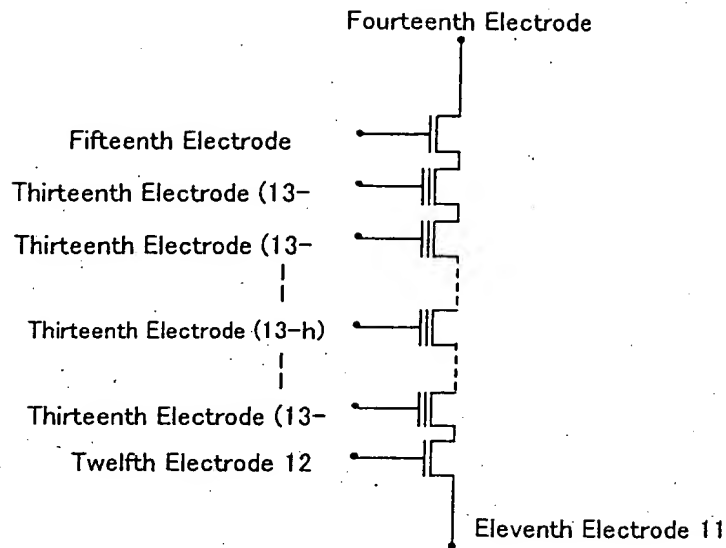 Fourteenth Electrode
Fifteenth Electrode
Thirteenth Electrode (13-
Thirteenth Electrode (13-
Thirteenth Electrode (13-h)
Thirteenth Electrode (13-
Twelfth Electrode 12
Eleventh Electrode 11